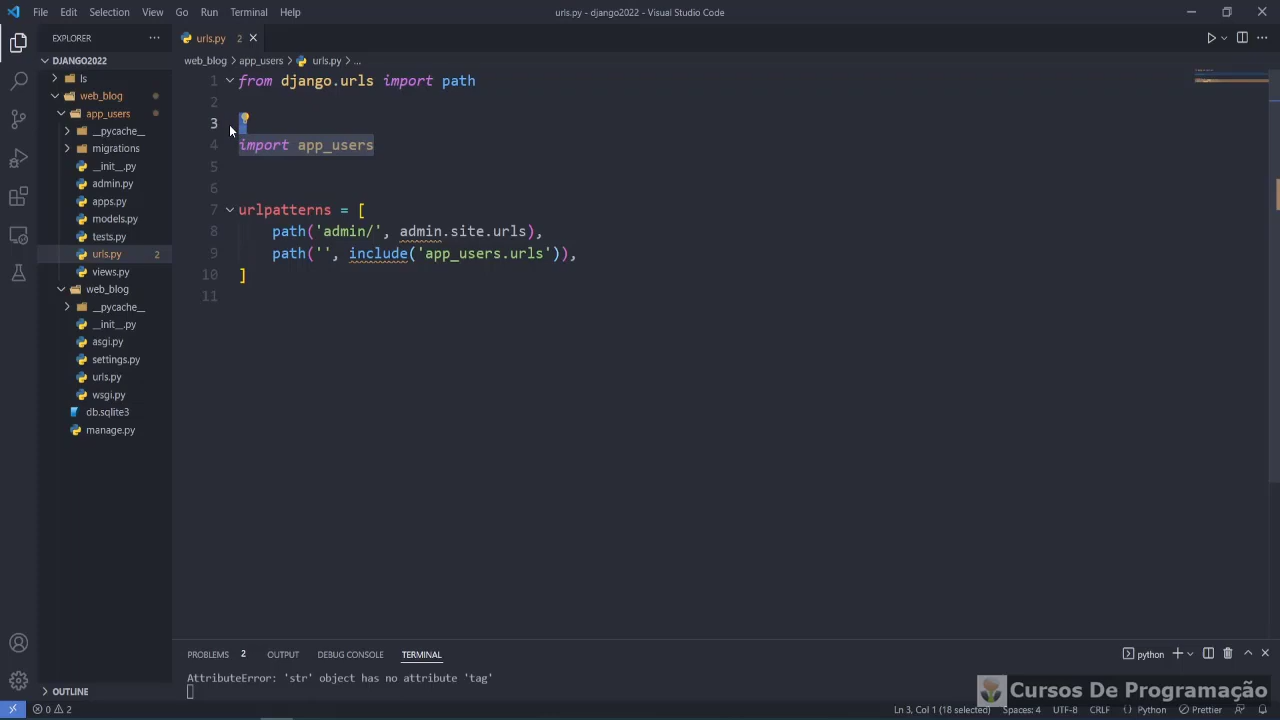 File Edit Selection View Go Run Terminal Help
urls.py - django2022 - Visual Studio Code
EXPLORER
DJANGO2022
ls
web_blog
app_users
__pycache__
migrations
__init__.py
admin.py
apps.py
models.py
tests.py
urls.py 2
views.py
web_blog
__pycache__
__init__.py
asgi.py
settings.py
urls.py
wsgi.py
db.sqlite3
manage.py
OUTLINE
urls.py 2
web_blog > app_users > urls.py > ...
1 from django.urls import path
2
3
4 import app_users
5
6
7 urlpatterns = [
8 path('admin/', admin.site.urls),
9 path('', include('app_users.urls')),
10 ]
11
PROBLEMS 2 OUTPUT DEBUG CONSOLE TERMINAL
python
AttributeError: 'str' object has no attribute 'tag'
Cursos De Programação
0 2
Ln 3, Col 1 (18 selected) Spaces: 4 UTF-8 CRLF Python Prettier